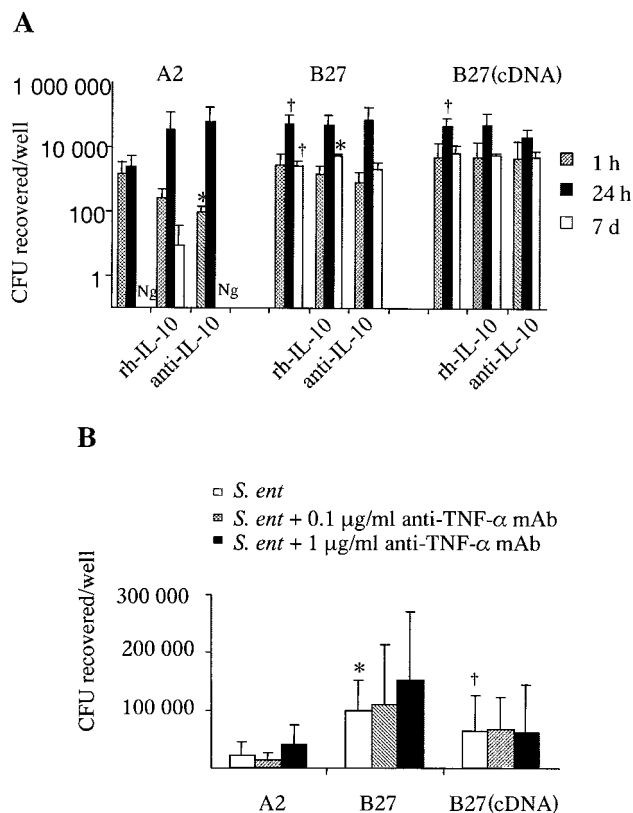 A
A2 B27 B27(cDNA)
1 000 000
10 000
100
1
CFU recovered/well
† † * † *
Ng Ng
rh-IL-10 anti-IL-10 rh-IL-10 anti-IL-10 rh-IL-10 anti-IL-10
1 h
24 h
7 d
B
S. ent
S. ent + 0.1 µg/ml anti-TNF-α mAb
S. ent + 1 µg/ml anti-TNF-α mAb
CFU recovered/well
300 000
200 000
100 000
* †
A2 B27 B27(cDNA)